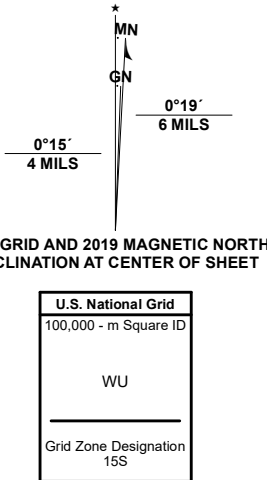 ★
MN
GN
0°19´
6 MILS
0°15´
4 MILS
GRID AND 2019 MAGNETIC NORTH
CLINATION AT CENTER OF SHEET
U.S. National Grid
100,000 - m Square ID
WU
Grid Zone Designation
15S